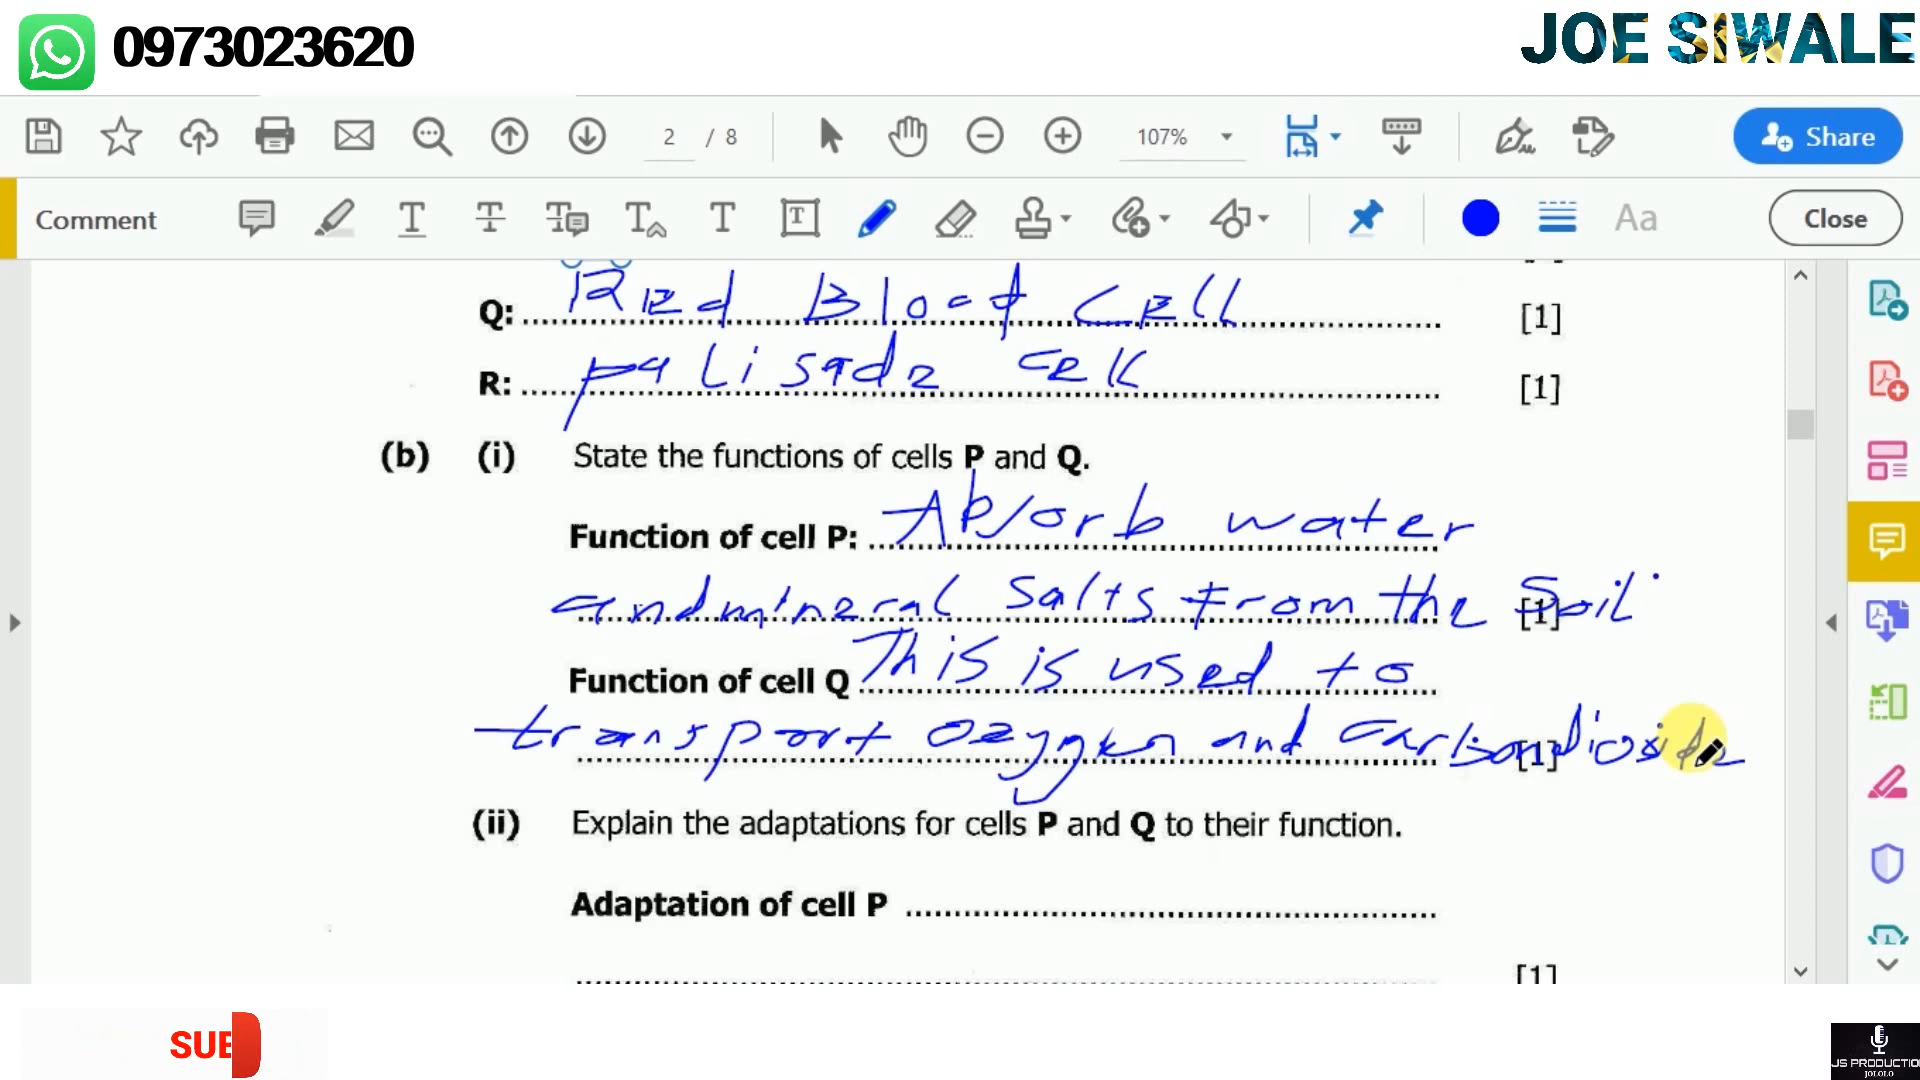 0973023620
JOE SIWALE
2 / 8
107%
Share
Comment
Aa
Close
Q: Red Blood Cell [1]
R: palisade cell [1]
(b) (i) State the functions of cells P and Q.
Function of cell P: Absorb water
and mineral salts from the soil [1]
Function of cell Q This is used to
transport oxygen and carbondioxide [1]
(ii) Explain the adaptations for cells P and Q to their function.
Adaptation of cell P
[1]
SUB
JS PRODUCTIO